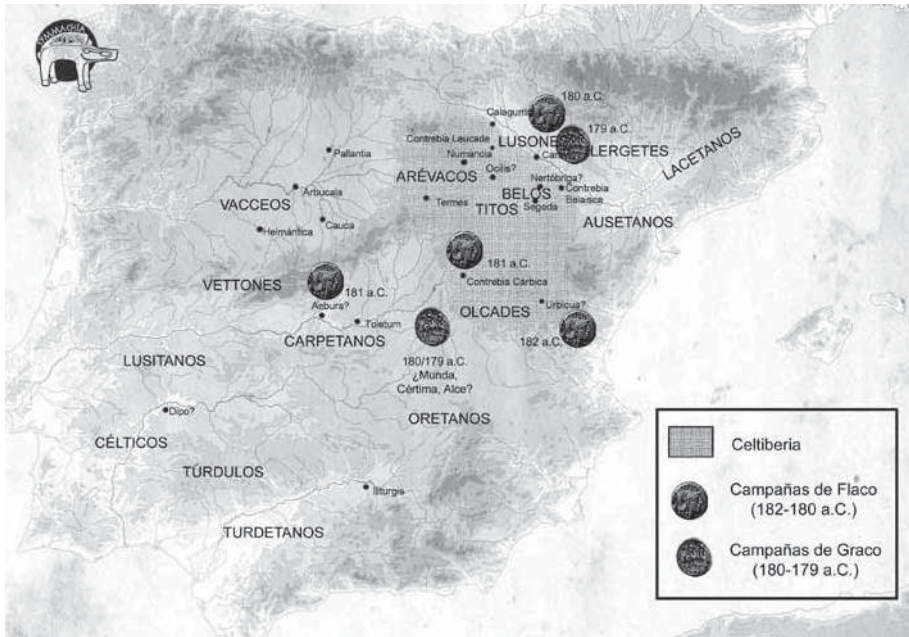 180 a.C.
Calagurris
179 a.C.
LUSONES
ILERGETES
LACETANOS
Contrebia Leucade
Numancia
Pallantia
ARÉVACOS
Ocilis?
Nertóbriga?
BELOS
Contrebia
Belaisca
TITOS
Segeda
AUSETANOS
Arbucala
VACCEOS
Termes
Cauca
Helmántica
181 a.C.
Contrebia Cárbica
VETTONES
181 a.C.
Aebura?
Toletum
CARPETANOS
OLCADES
Urbicua?
182 a.C.
LUSITANOS
180/179 a.C.
¿Munda,
Cértima, Alce?
ORETANOS
Dipo?
CÉLTICOS
TÚRDULOS
Iliturgis
TURDETANOS
Celtiberia
Campañas de Flaco
(182-180 a.C.)
Campañas de Graco
(180-179 a.C.)